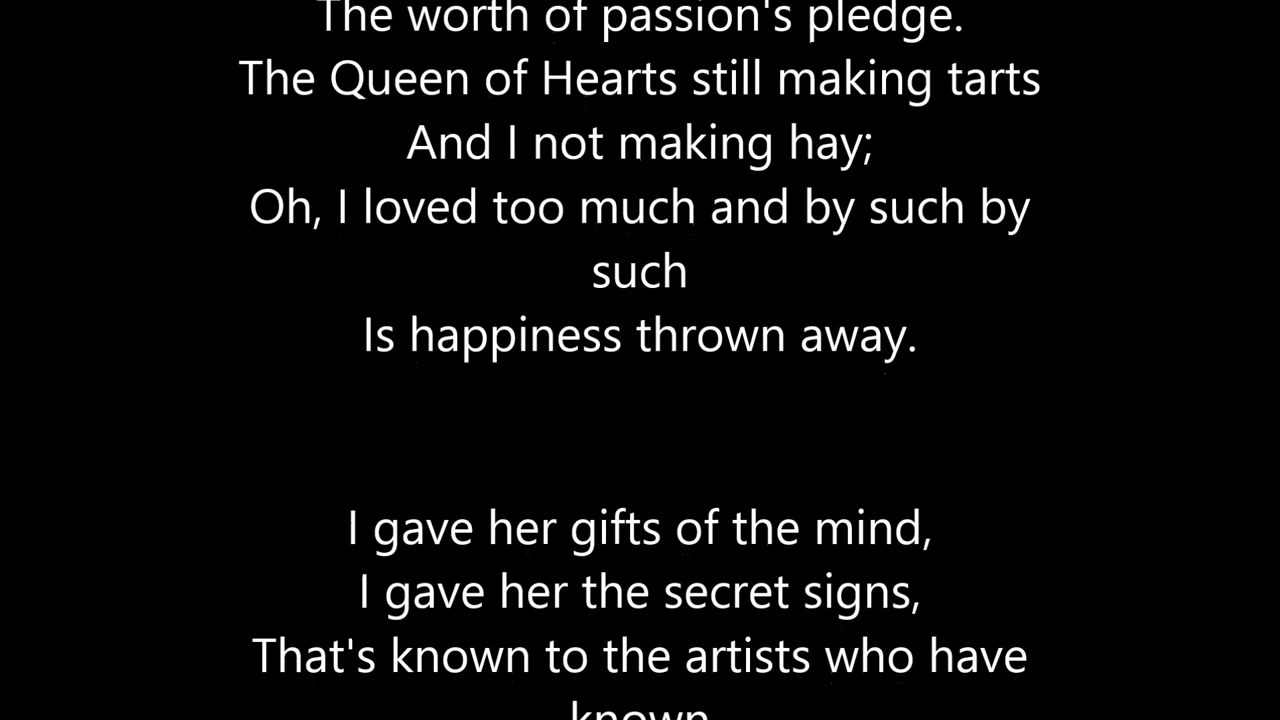 The worth of passion's pledge.
The Queen of Hearts still making tarts
And I not making hay;
Oh, I loved too much and by such by
such
Is happiness thrown away.
I gave her gifts of the mind,
I gave her the secret signs,
That's known to the artists who have
known